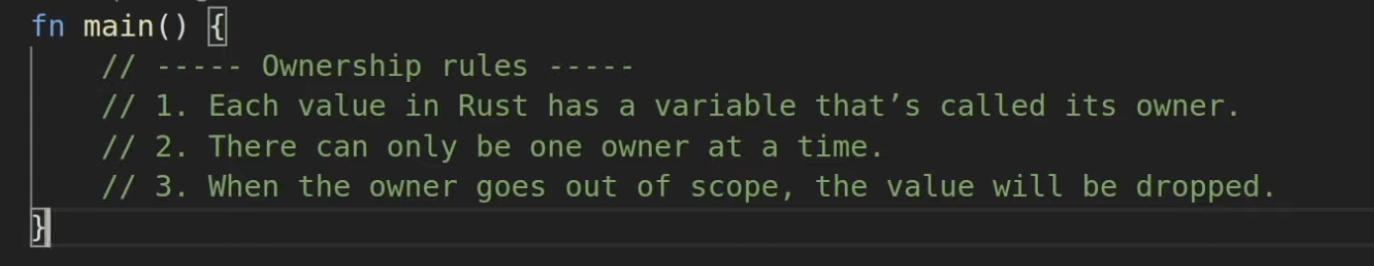 fn main() {
// ----- Ownership rules -----
// 1. Each value in Rust has a variable that’s called its owner.
// 2. There can only be one owner at a time.
// 3. When the owner goes out of scope, the value will be dropped.
}